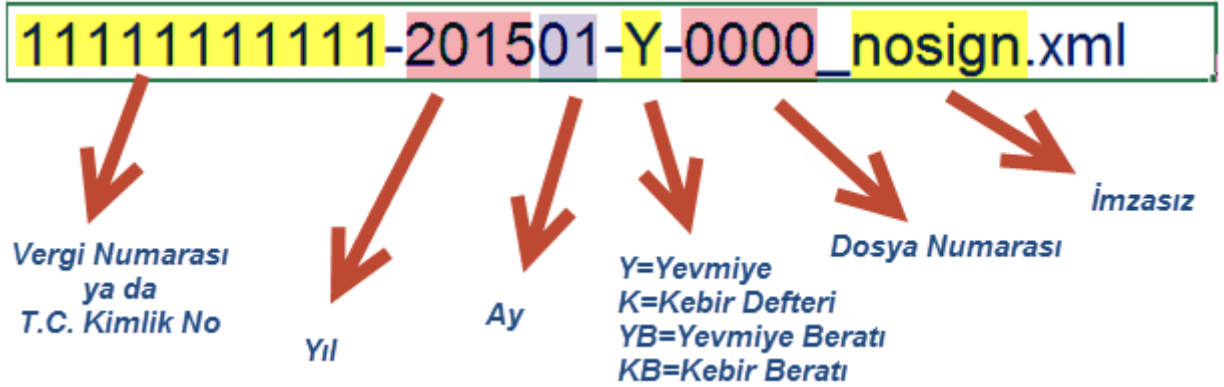 11111111111-201501-Y-0000_nosign.xml
Vergi Numarası
ya da
T.C. Kimlik No
Yıl
Ay
Y=Yevmiye
K=Kebir Defteri
YB=Yevmiye Beratı
KB=Kebir Beratı
Dosya Numarası
İmzasız